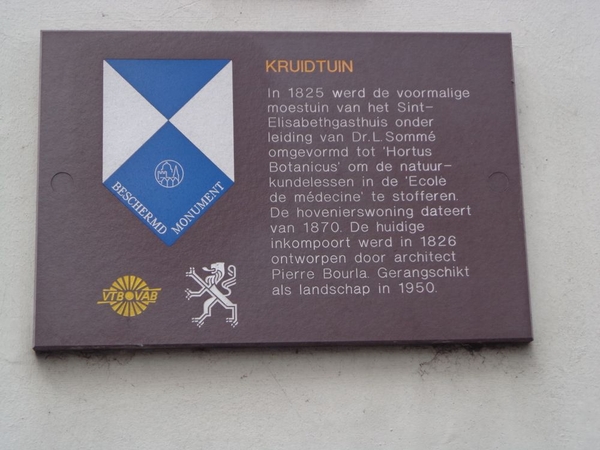 KRUIDTUIN
In 1825 werd de voormalige
moestuin van het Sint-
Elisabethgasthuis onder
leiding van Dr. L. Sommé
omgevormd tot 'Hortus
Botanicus' om de natuur-
kundelessen in de 'Ecole
de médecine' te stofferen.
De hovenierswoning dateert
van 1870. De huidige
inkompoort werd in 1826
ontworpen door architect
Pierre Bourla. Gerangschikt
als landschap in 1950.
BESCHERMD
MONUMENT
VTB VAB